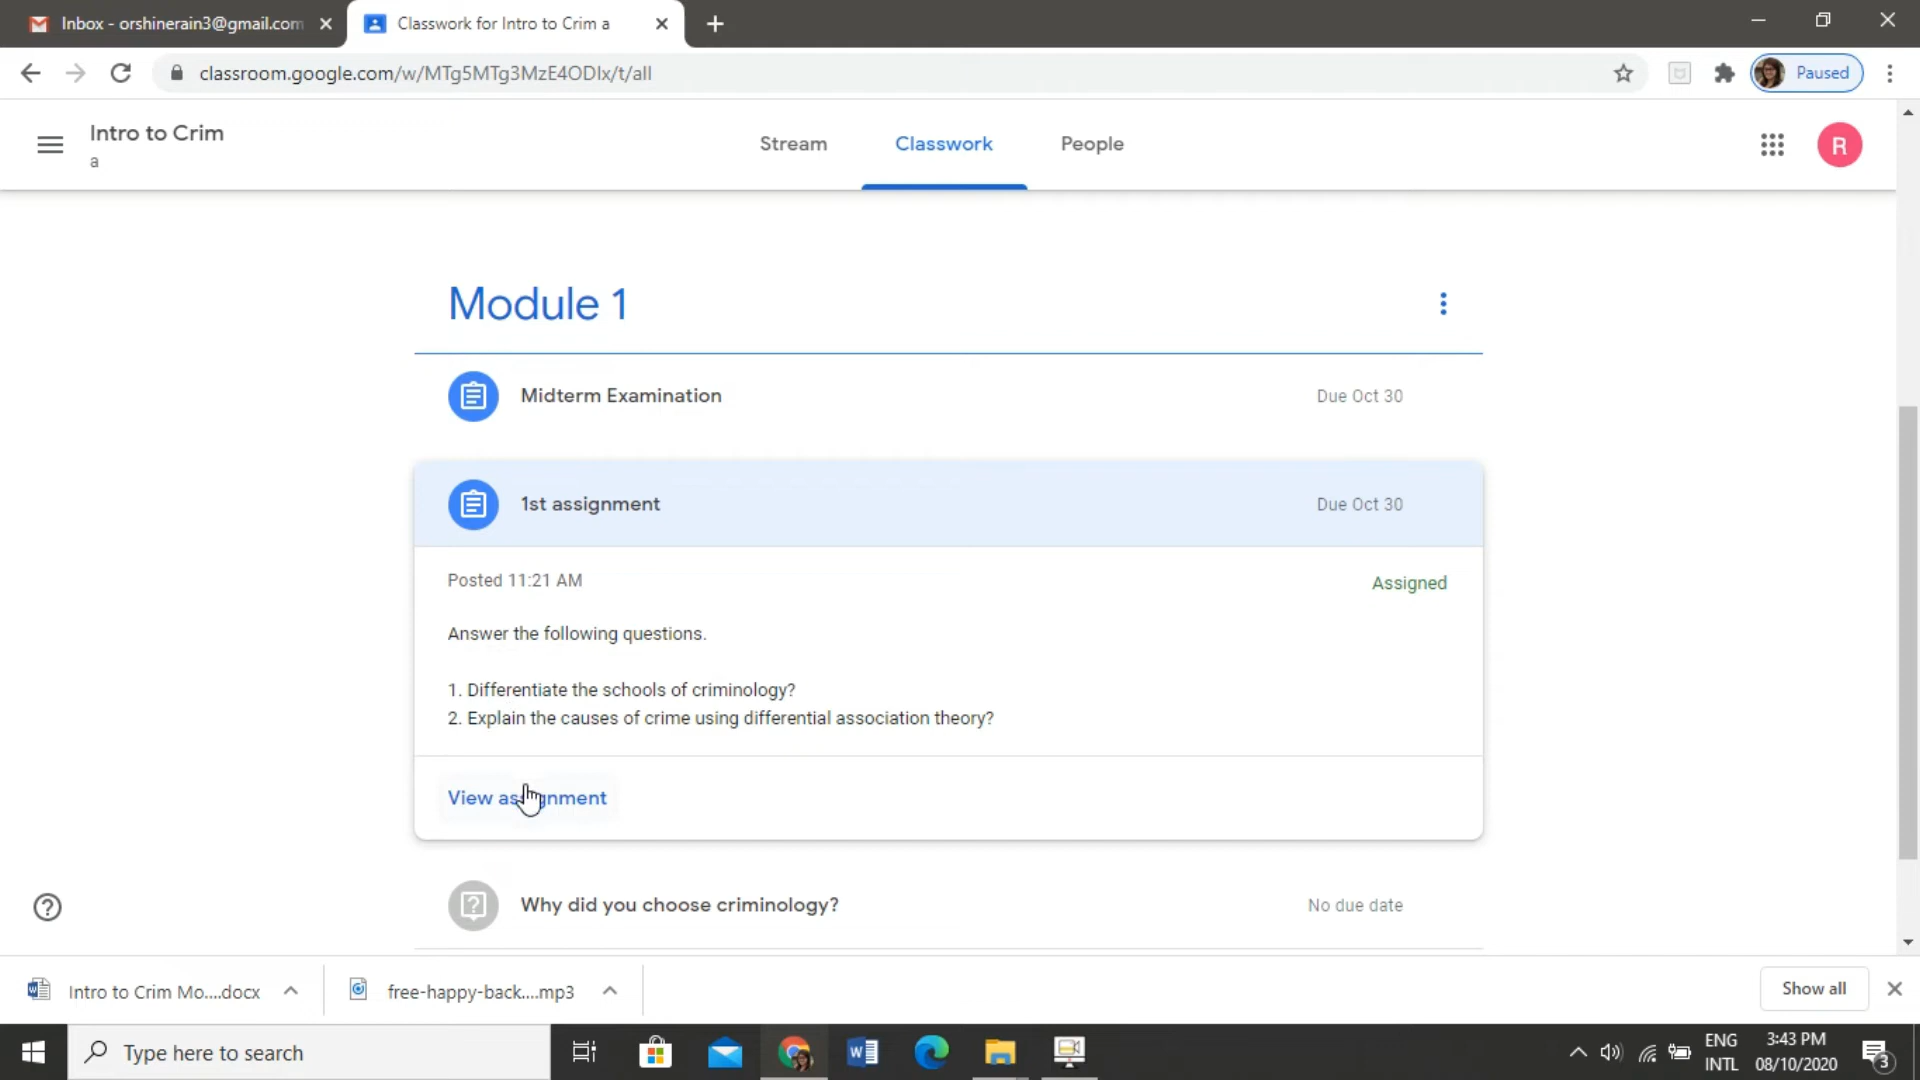 Inbox - orshinerain3@gmail.com
Classwork for Intro to Crim a
classroom.google.com/w/MTg5MTg3MzE4ODIx/t/all
Paused
Intro to Crim
a
Stream
Classwork
People
R
Module 1
Midterm Examination
Due Oct 30
1st assignment
Due Oct 30
Posted 11:21 AM
Assigned
Answer the following questions.
1. Differentiate the schools of criminology?
2. Explain the causes of crime using differential association theory?
View assignment
Why did you choose criminology?
No due date
Intro to Crim Mo....docx
free-happy-back....mp3
Show all
Type here to search
ENG
INTL
3:43 PM
08/10/2020
3